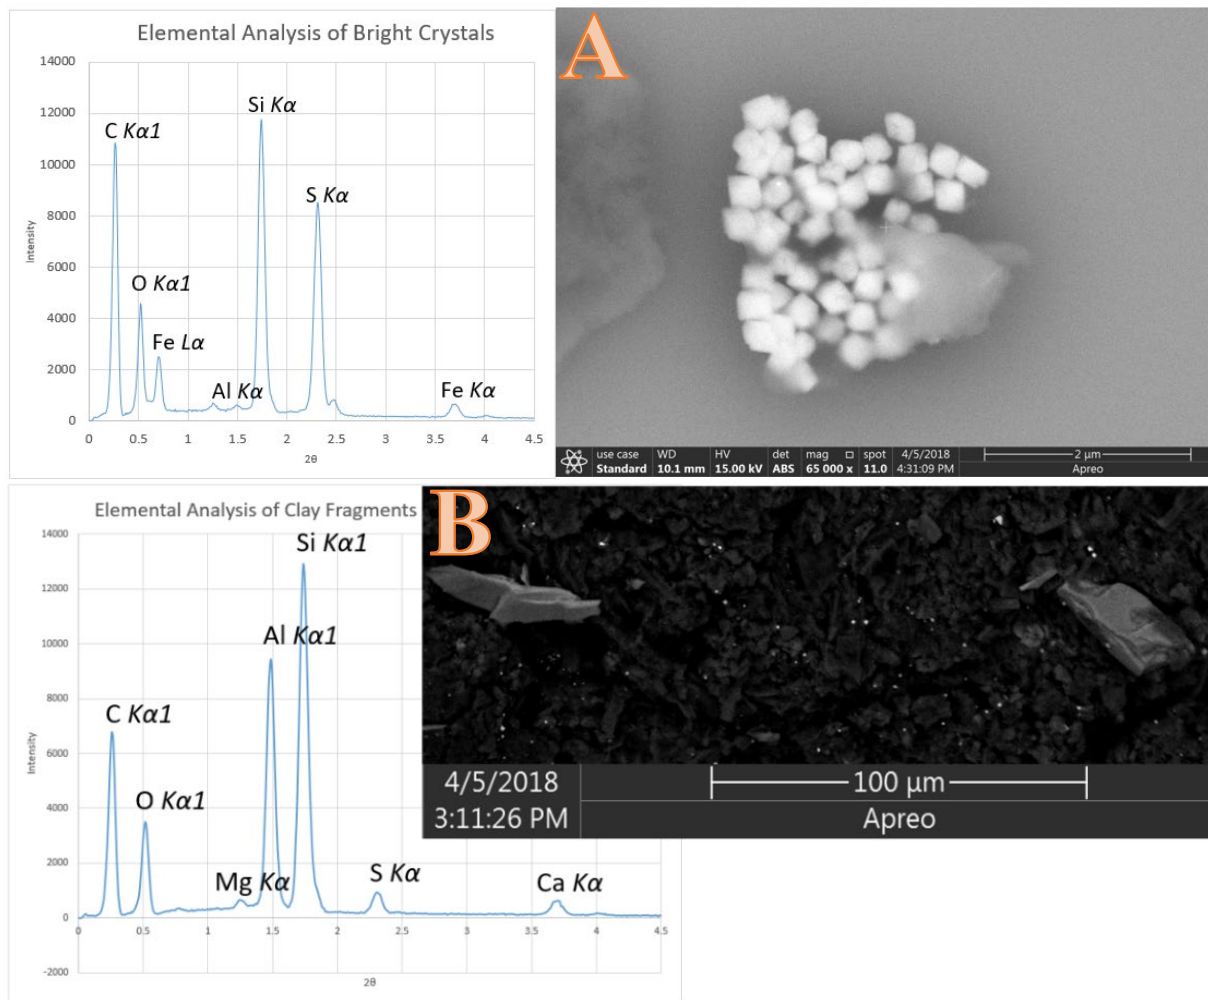 Elemental Analysis of Bright Crystals
14000
12000
10000
8000
6000
4000
2000
0
Intensity
C Kα1
O Kα1
Fe Lα
Al Kα
Si Kα
S Kα
Fe Kα
0 0.5 1 1.5 2 2.5 3 3.5 4 4.5
2θ
A
use case WD HV det mag □ spot 4/5/2018 2 μm
Standard 10.1 mm 15.00 kV ABS 65 000 x 11.0 4:31:09 PM Apreo
Elemental Analysis of Clay Fragments
14000
12000
10000
8000
6000
4000
2000
0
-2000
Intensity
C Kα1
O Kα1
Mg Kα
Al Kα1
Si Kα1
S Kα
Ca Kα
0 0.5 1 1.5 2 2.5 3 3.5 4 4.5
2θ
B
4/5/2018 100 μm
3:11:26 PM Apreo